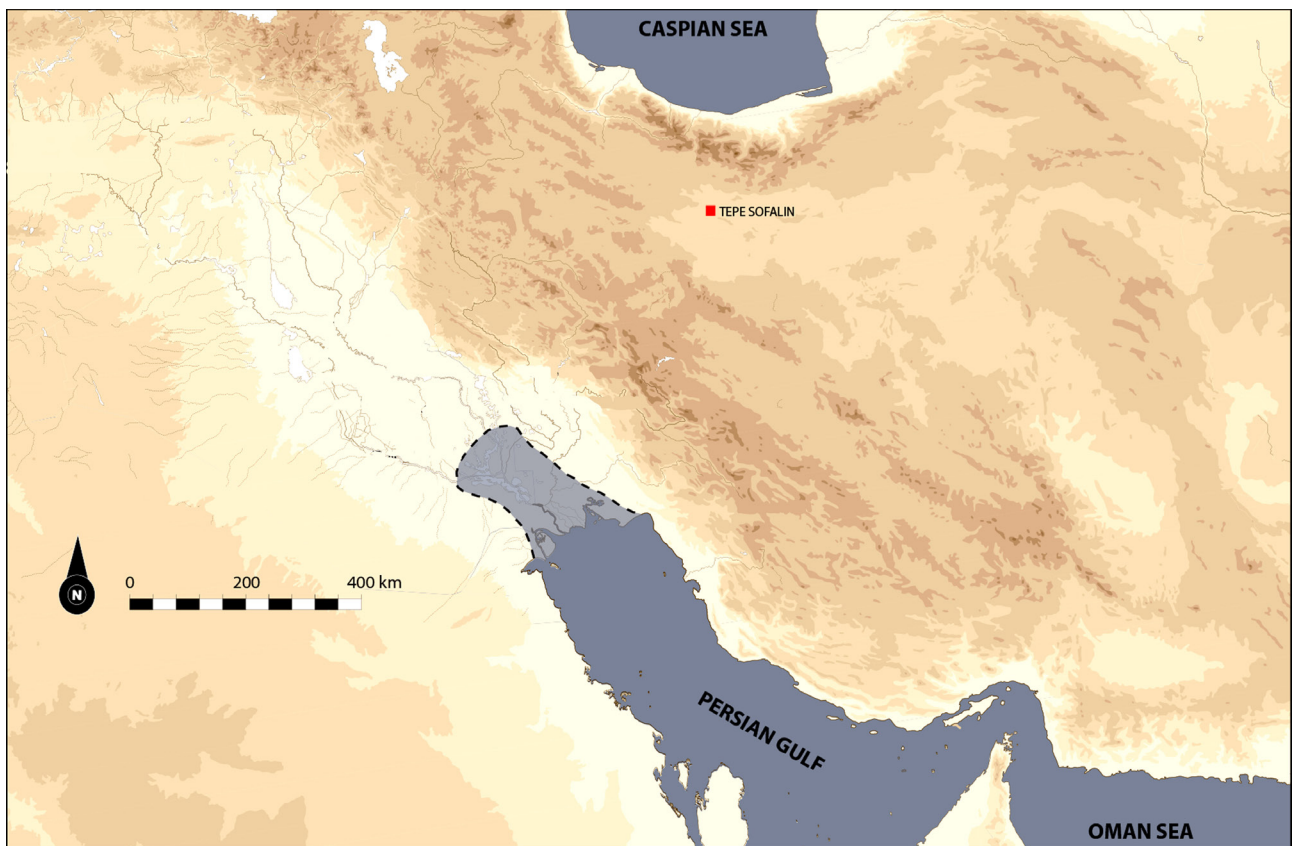 CASPIAN SEA
TEPE SOFALIN
N
0 200 400 km
PERSIAN GULF
OMAN SEA